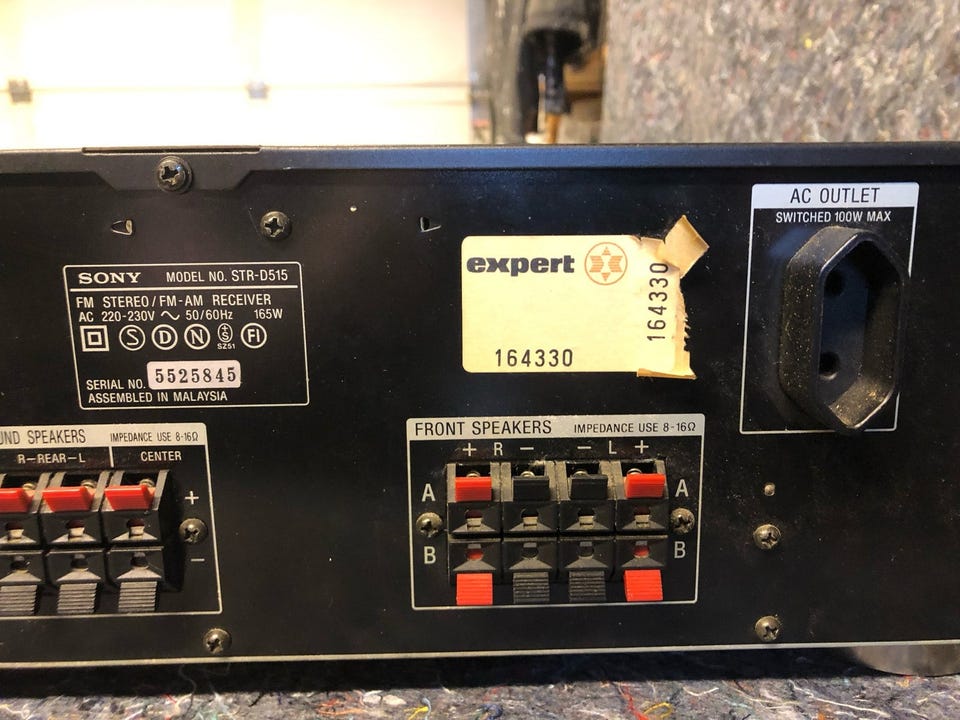 SONY MODEL NO. STR-D515
FM STEREO/FM-AM RECEIVER
AC 220-230V ～ 50/60Hz 165W
S D N S FI
SZ51
SERIAL NO. 5525845
ASSEMBLED IN MALAYSIA
expert
164330
164330
AC OUTLET
SWITCHED 100W MAX
SPEAKERS IMPEDANCE USE 8-16Ω
R-REAR-L CENTER
+
−
FRONT SPEAKERS IMPEDANCE USE 8-16Ω
+ R − − L +
A A
B B